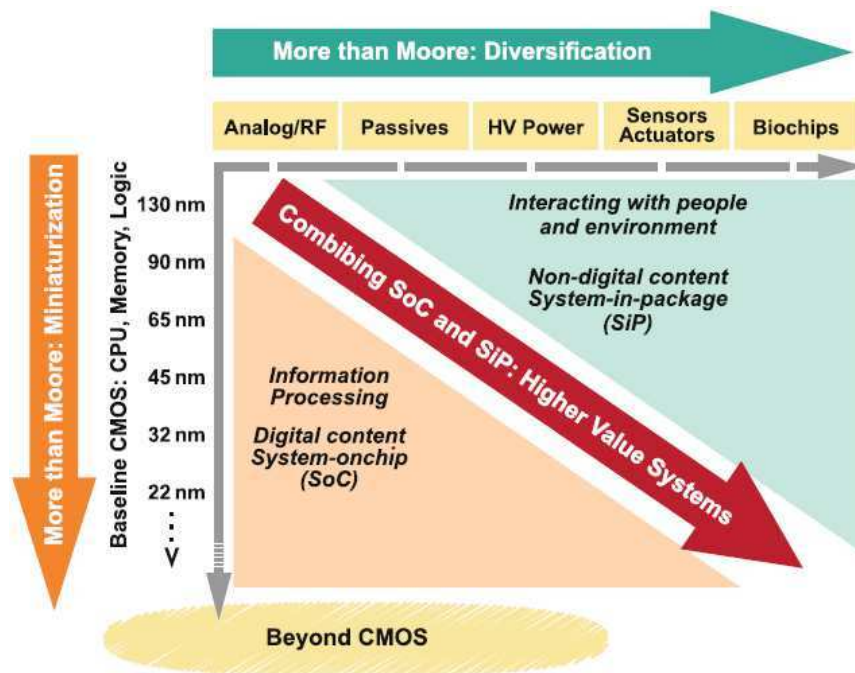 More than Moore: Diversification
Analog/RF
Passives
HV Power
Sensors
Actuators
Biochips
More than Moore: Miniaturization
Baseline CMOS: CPU, Memory, Logic
130 nm
90 nm
65 nm
45 nm
32 nm
22 nm
Interacting with people
and environment
Non-digital content
System-in-package
(SiP)
Combibing SoC and SiP: Higher Value Systems
Information
Processing
Digital content
System-onchip
(SoC)
Beyond CMOS